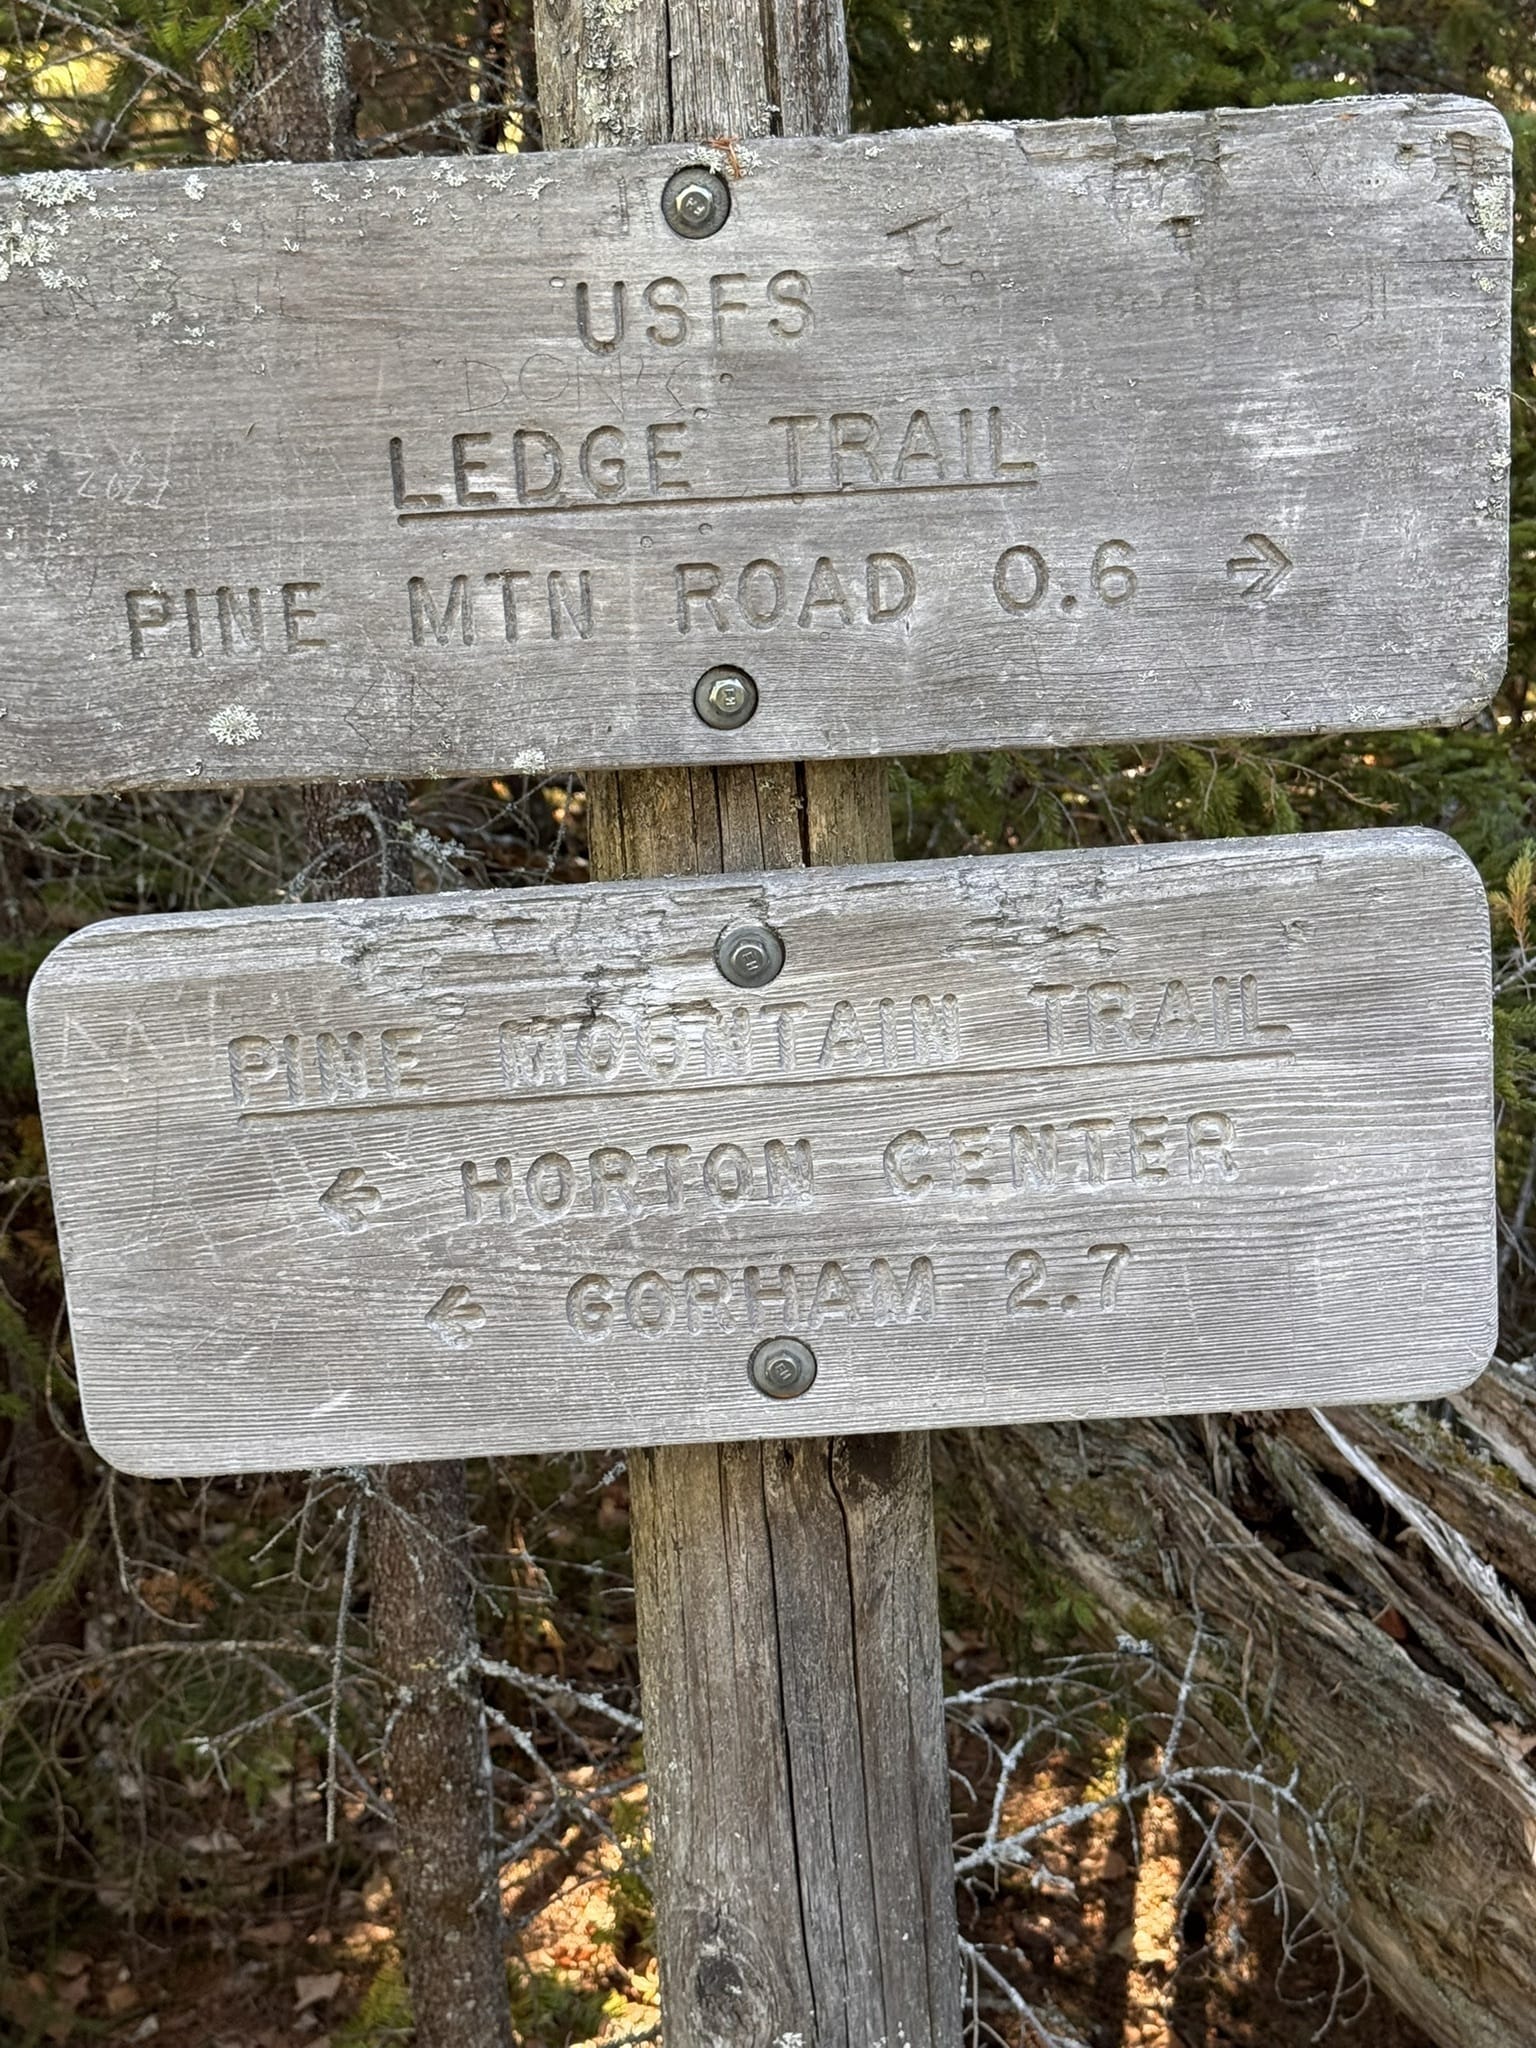 USFS
LEDGE TRAIL
PINE MTN ROAD 0.6 →
PINE MOUNTAIN TRAIL
← HORTON CENTER
← GORHAM 2.7